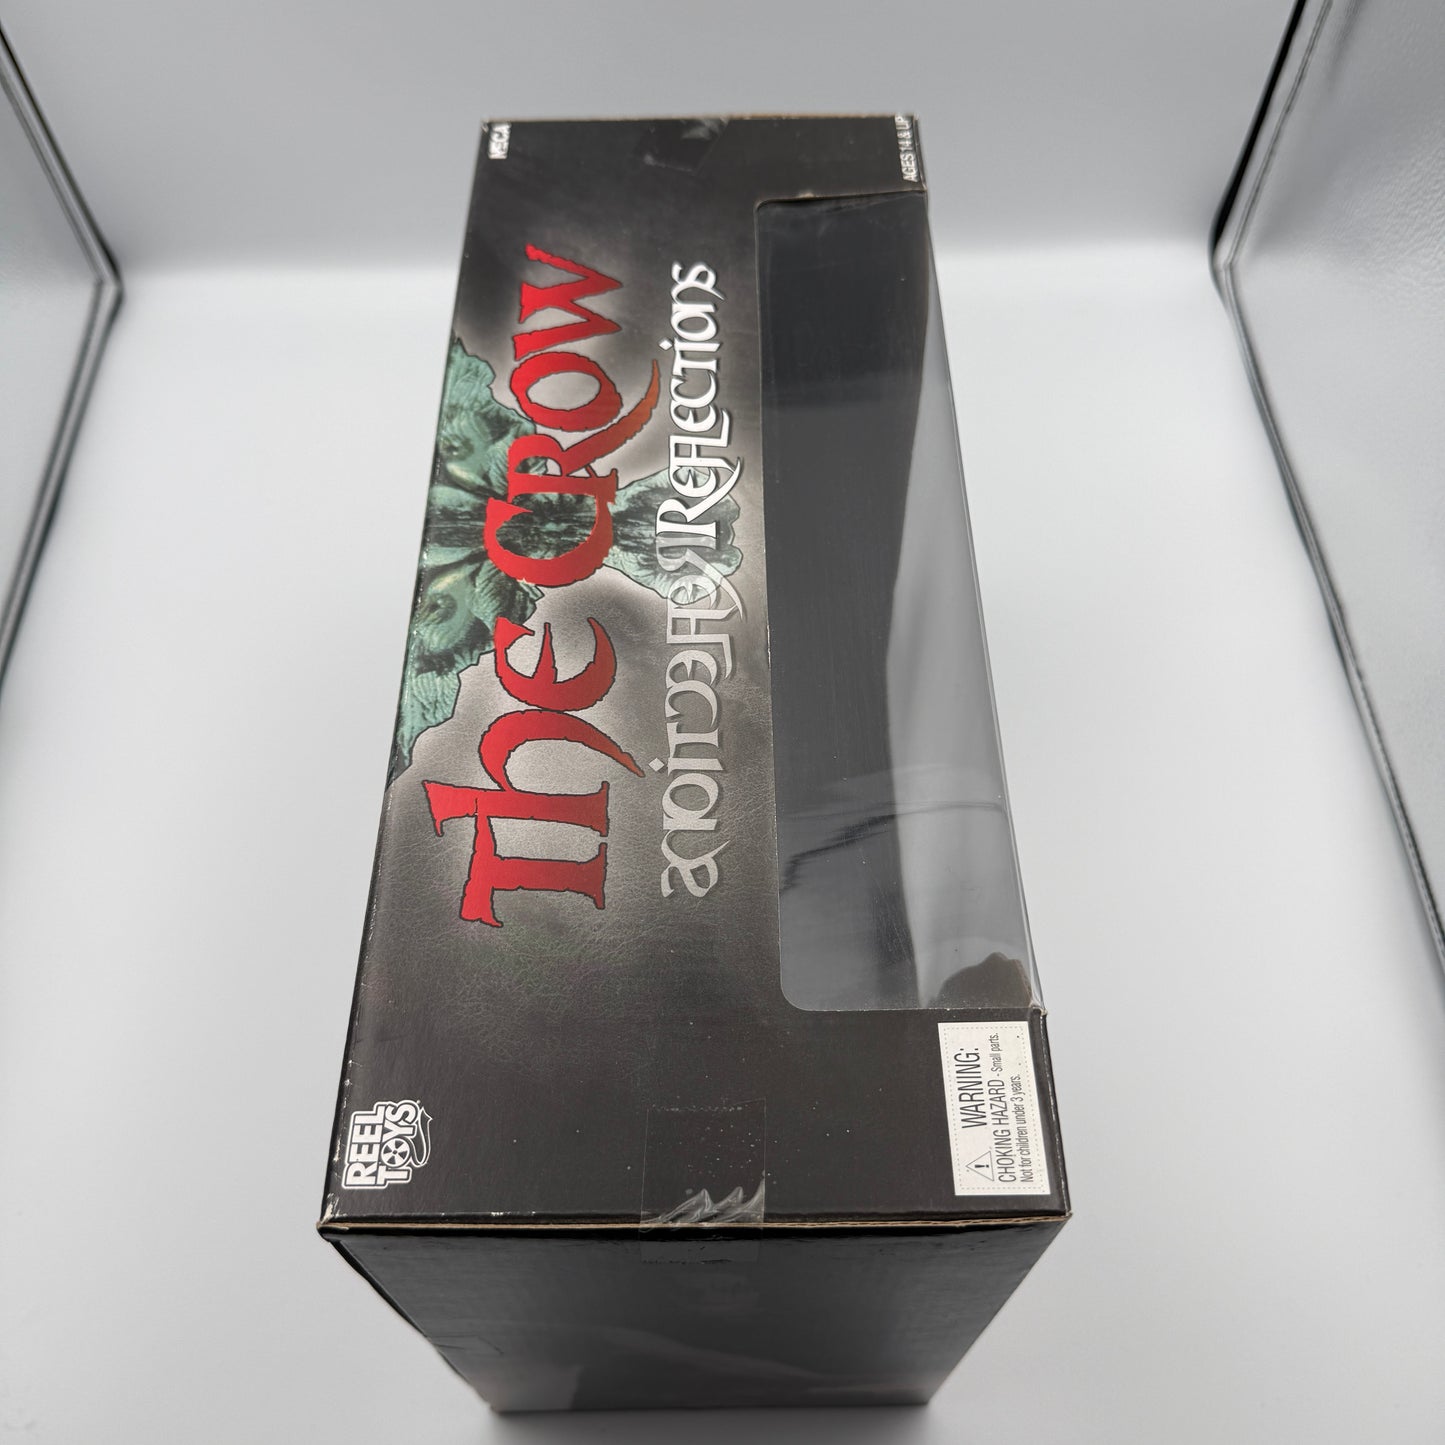 NECA
AGES 14 & UP
The CROW
REFLECTIONS
REFLECTIONS
REEL
TOYS
WARNING:
CHOKING HAZARD - Small parts.
Not for children under 3 years.